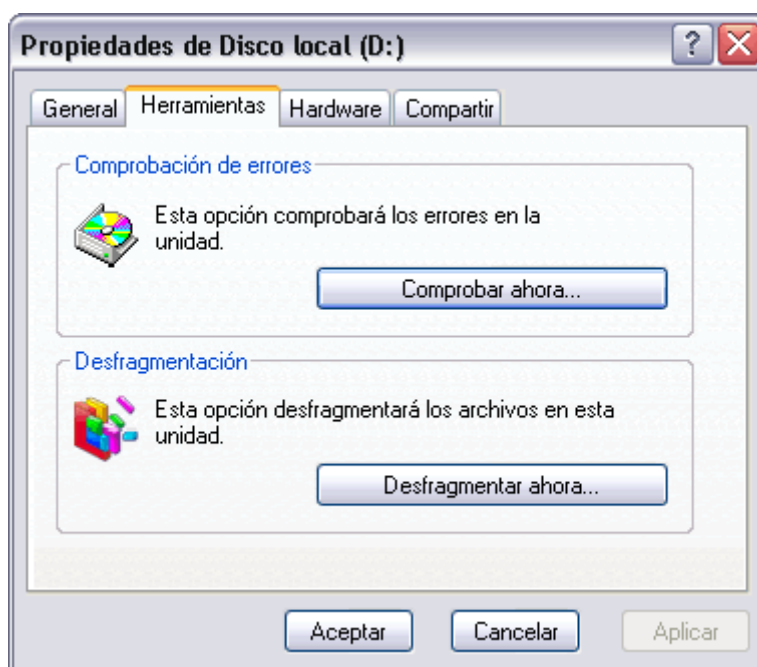 Propiedades de Disco local (D:)
General Herramientas Hardware Compartir
Comprobación de errores
Esta opción comprobará los errores en la
unidad.
Comprobar ahora...
Desfragmentación
Esta opción desfragmentará los archivos en esta
unidad.
Desfragmentar ahora...
Aceptar Cancelar Aplicar